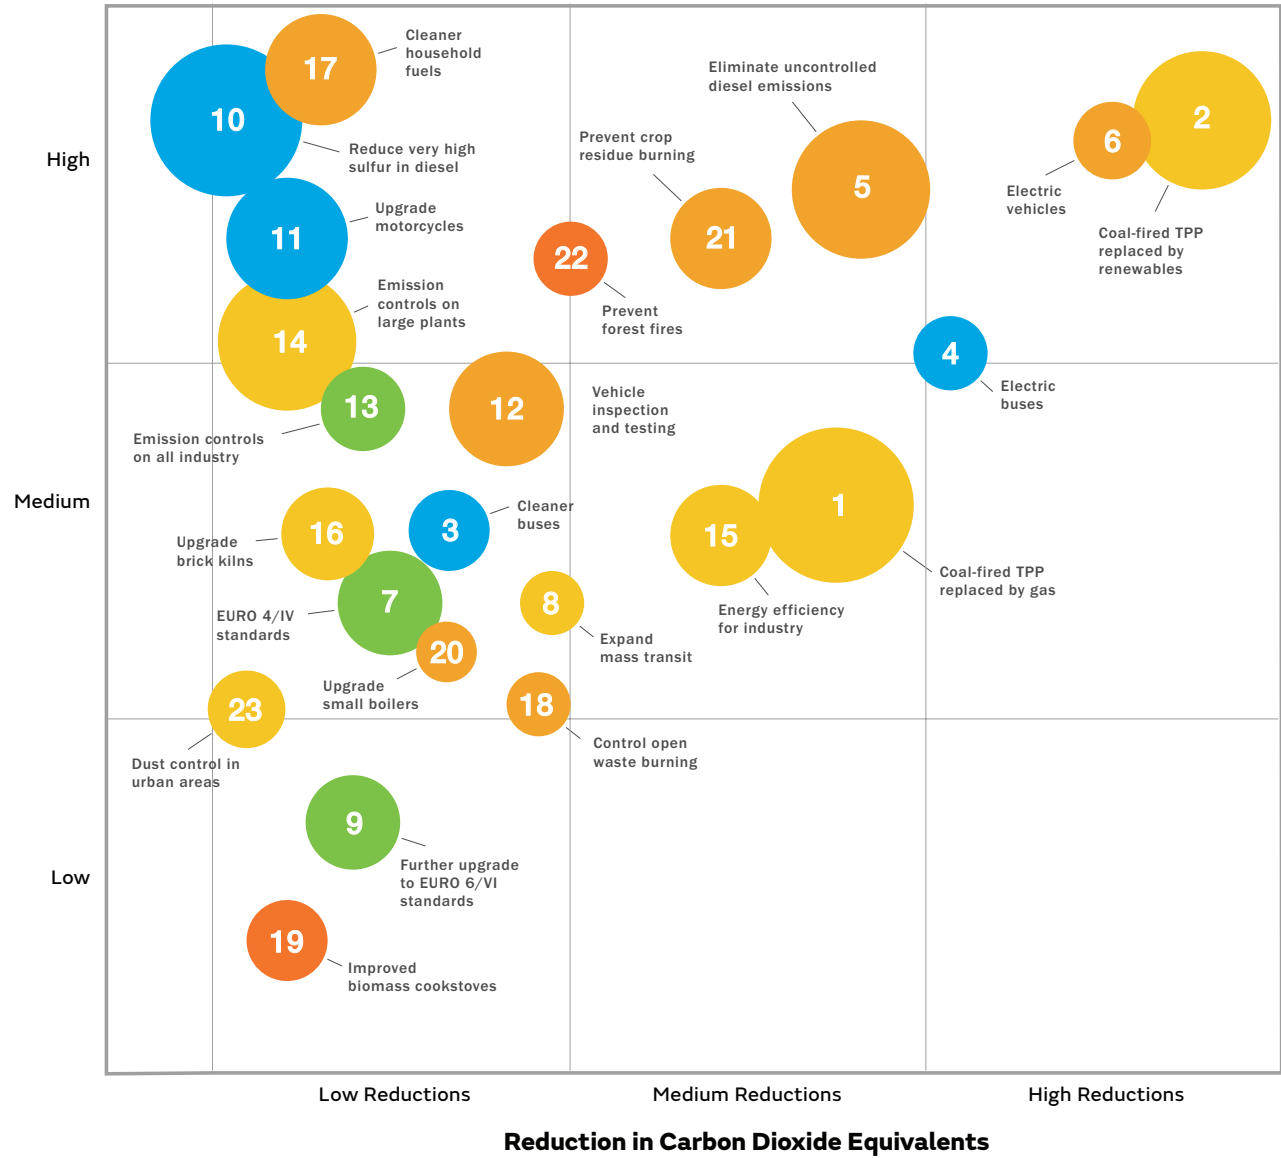 17
Cleaner
household
fuels
10
Reduce very high
sulfur in diesel
Eliminate uncontrolled
diesel emissions
2
6
Electric
vehicles
Coal-fired TPP
replaced by
renewables
High
Prevent crop
residue burning
5
21
11
Upgrade
motorcycles
22
Prevent
forest fires
Emission
controls on
large plants
14
4
Electric
buses
13
Emission controls
on all industry
12
Vehicle
inspection
and testing
Medium
16
Upgrade
brick kilns
3
Cleaner
buses
1
15
Coal-fired TPP
replaced by gas
Energy efficiency
for industry
7
EURO 4/IV
standards
8
Expand
mass transit
20
Upgrade
small boilers
23
Dust control in
urban areas
18
Control open
waste burning
9
Further upgrade
to EURO 6/VI
standards
Low
19
Improved
biomass cookstoves
Low Reductions
Medium Reductions
High Reductions
Reduction in Carbon Dioxide Equivalents